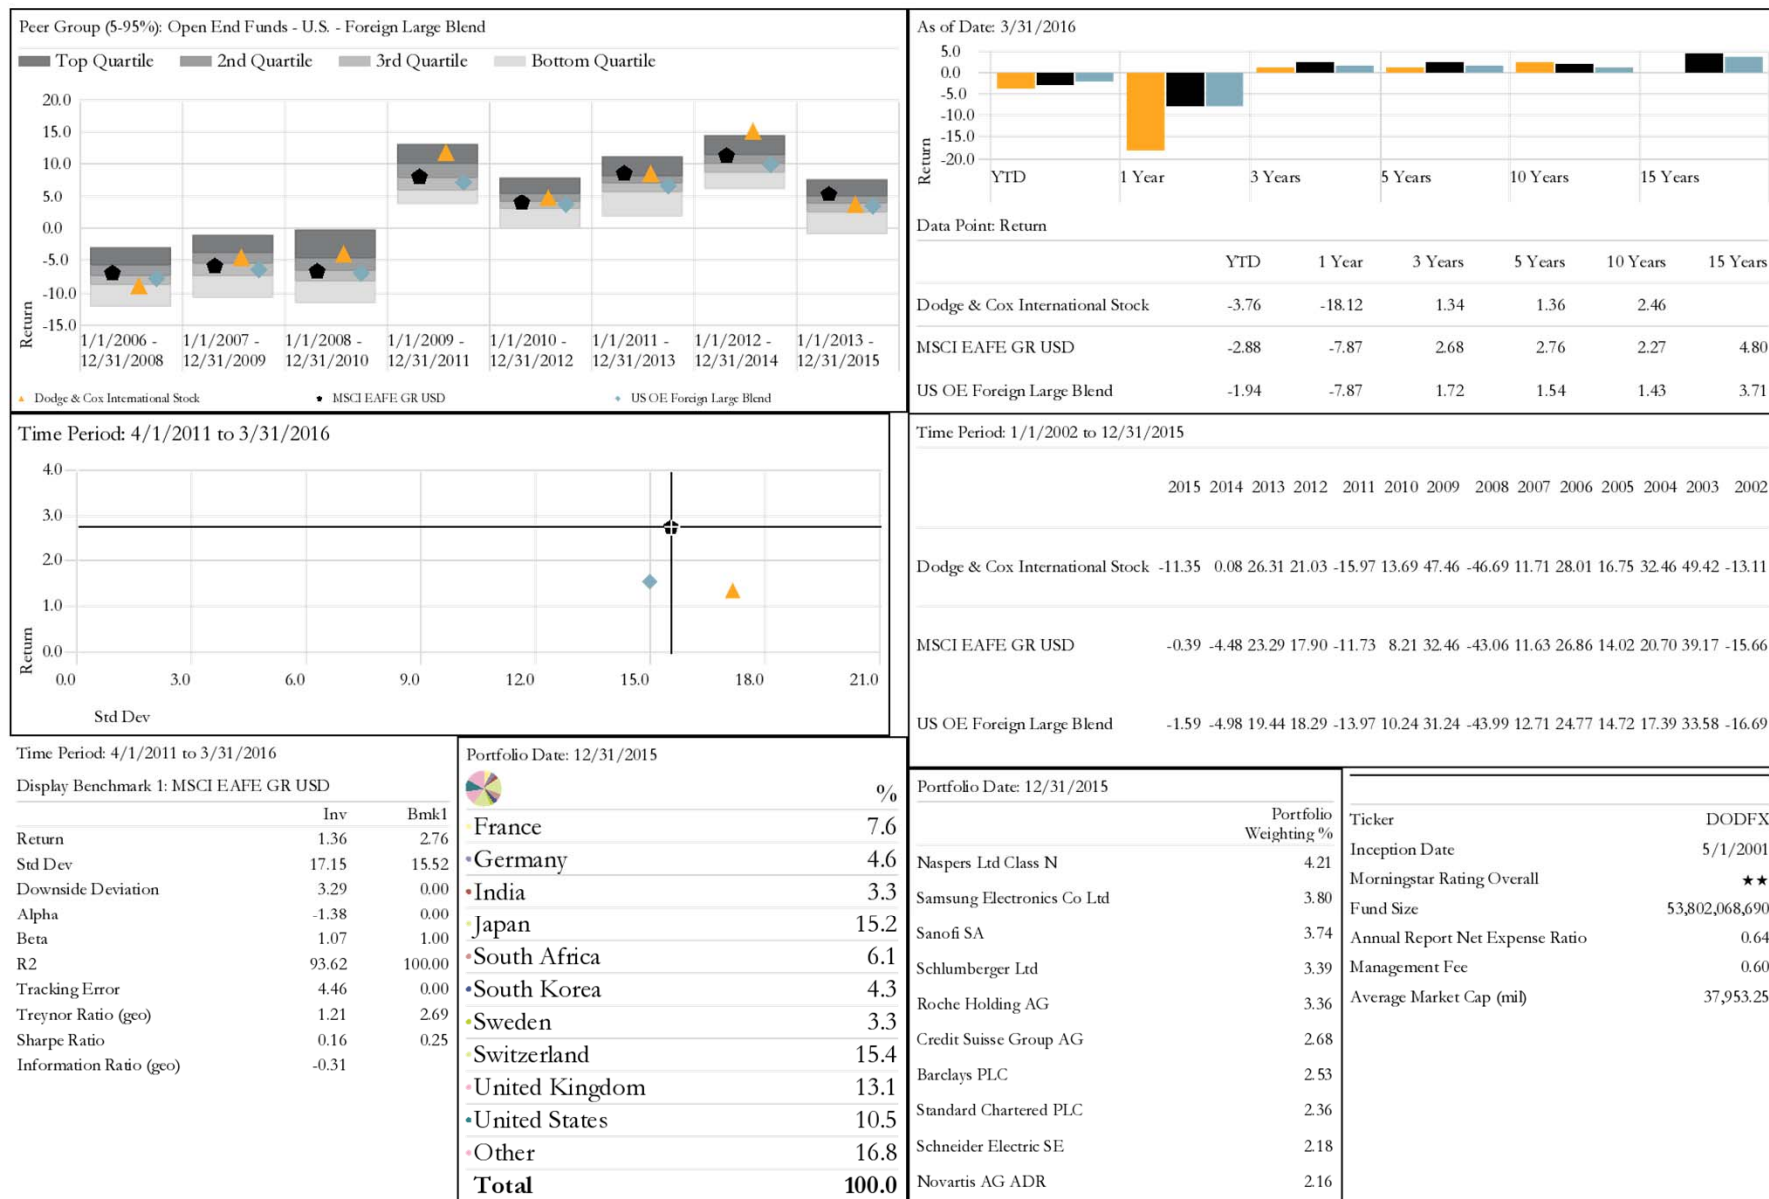 Peer Group (5-95%): Open End Funds - U.S. - Foreign Large Blend
Top Quartile 2nd Quartile 3rd Quartile Bottom Quartile
20.0
15.0
10.0
5.0
0.0
-5.0
-10.0
-15.0
Return
1/1/2006 - 1/1/2007 - 1/1/2008 - 1/1/2009 - 1/1/2010 - 1/1/2011 - 1/1/2012 - 1/1/2013 -
12/31/2008 12/31/2009 12/31/2010 12/31/2011 12/31/2012 12/31/2013 12/31/2014 12/31/2015
Dodge & Cox International Stock MSCI EAFE GR USD US OE Foreign Large Blend
As of Date: 3/31/2016
5.0
0.0
-5.0
-10.0
-15.0
-20.0
Return
YTD 1 Year 3 Years 5 Years 10 Years 15 Years
Data Point: Return
YTD 1 Year 3 Years 5 Years 10 Years 15 Years
Dodge & Cox International Stock -3.76 -18.12 1.34 1.36 2.46
MSCI EAFE GR USD -2.88 -7.87 2.68 2.76 2.27 4.80
US OE Foreign Large Blend -1.94 -7.87 1.72 1.54 1.43 3.71
Time Period: 4/1/2011 to 3/31/2016
4.0
3.0
2.0
1.0
0.0
Return
0.0 3.0 6.0 9.0 12.0 15.0 18.0 21.0
Std Dev
Time Period: 1/1/2002 to 12/31/2015
2015 2014 2013 2012 2011 2010 2009 2008 2007 2006 2005 2004 2003 2002
Dodge & Cox International Stock -11.35 0.08 26.31 21.03 -15.97 13.69 47.46 -46.69 11.71 28.01 16.75 32.46 49.42 -13.11
MSCI EAFE GR USD -0.39 -4.48 23.29 17.90 -11.73 8.21 32.46 -43.06 11.63 26.86 14.02 20.70 39.17 -15.66
US OE Foreign Large Blend -1.59 -4.98 19.44 18.29 -13.97 10.24 31.24 -43.99 12.71 24.77 14.72 17.39 33.58 -16.69
Time Period: 4/1/2011 to 3/31/2016
Display Benchmark 1: MSCI EAFE GR USD
Inv Bmk1
Return 1.36 2.76
Std Dev 17.15 15.52
Downside Deviation 3.29 0.00
Alpha -1.38 0.00
Beta 1.07 1.00
R2 93.62 100.00
Tracking Error 4.46 0.00
Treynor Ratio (geo) 1.21 2.69
Sharpe Ratio 0.16 0.25
Information Ratio (geo) -0.31
Portfolio Date: 12/31/2015
%
France 7.6
Germany 4.6
India 3.3
Japan 15.2
South Africa 6.1
South Korea 4.3
Sweden 3.3
Switzerland 15.4
United Kingdom 13.1
United States 10.5
Other 16.8
Total 100.0
Portfolio Date: 12/31/2015
Portfolio
Weighting %
Naspers Ltd Class N 4.21
Samsung Electronics Co Ltd 3.80
Sanofi SA 3.74
Schlumberger Ltd 3.39
Roche Holding AG 3.36
Credit Suisse Group AG 2.68
Barclays PLC 2.53
Standard Chartered PLC 2.36
Schneider Electric SE 2.18
Novartis AG ADR 2.16
Ticker DODFX
Inception Date 5/1/2001
Morningstar Rating Overall ★★
Fund Size 53,802,068,690
Annual Report Net Expense Ratio 0.64
Management Fee 0.60
Average Market Cap (mil) 37,953.25